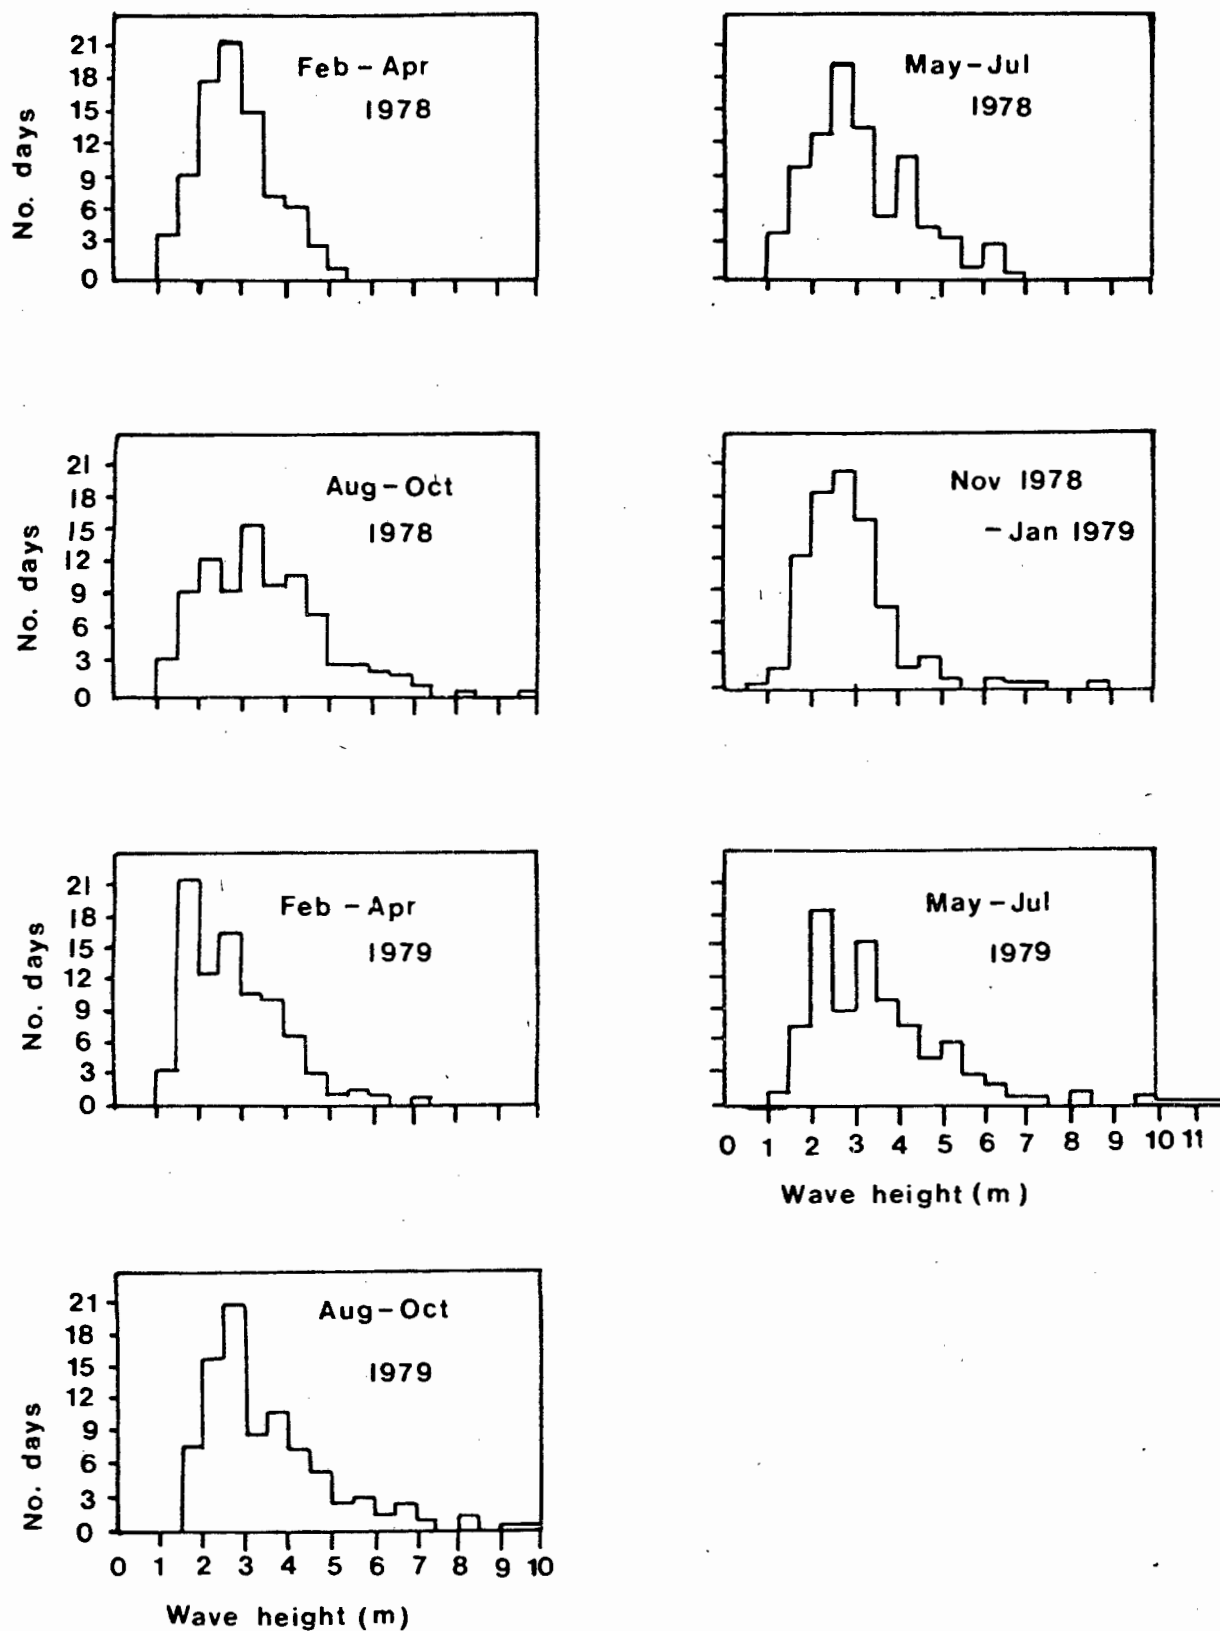 No. days
21
18
15
12
9
6
3
0
Feb - Apr
1978
May - Jul
1978
No. days
21
18
15
12
9
6
3
0
Aug - Oct
1978
Nov 1978
- Jan 1979
No. days
21
18
15
12
9
6
3
0
Feb - Apr
1979
May - Jul
1979
0 1 2 3 4 5 6 7 8 9 10 11
Wave height (m)
No. days
21
18
15
12
9
6
3
0
Aug - Oct
1979
0 1 2 3 4 5 6 7 8 9 10
Wave height (m)